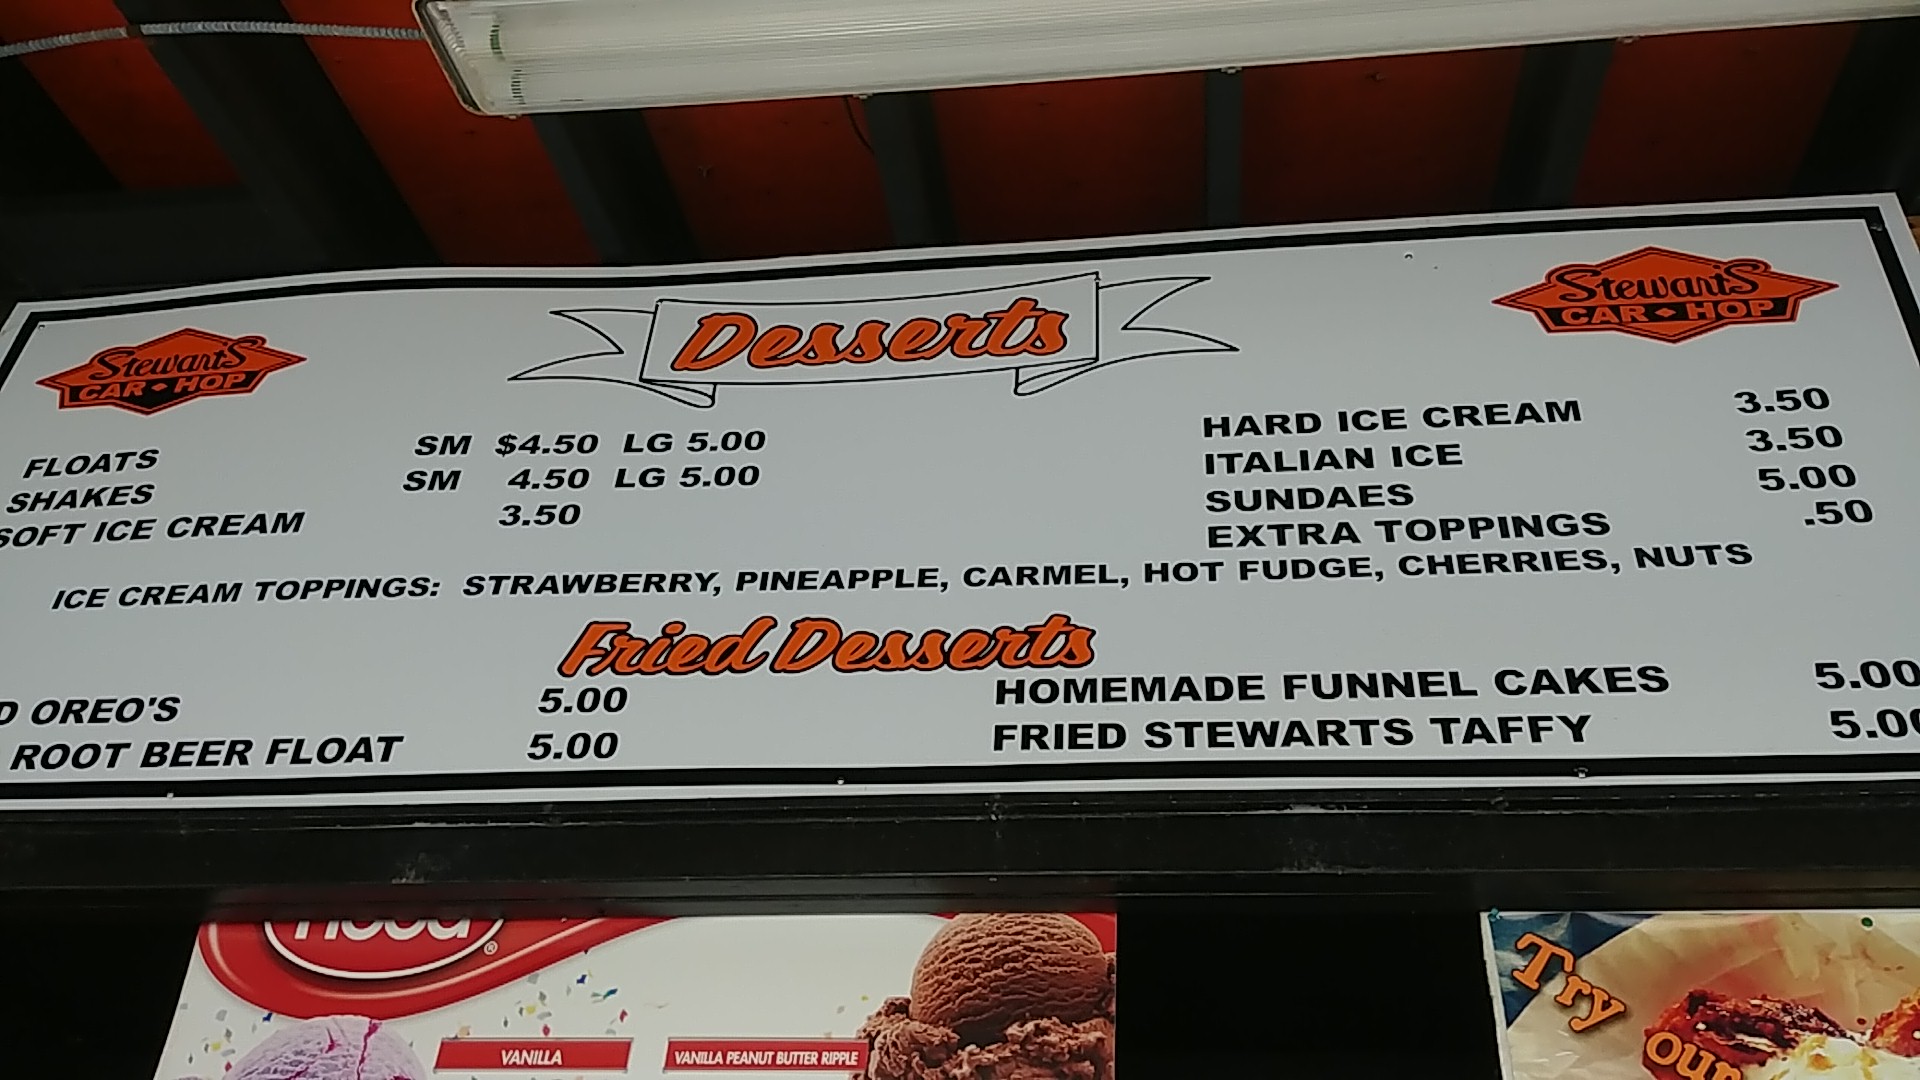 Stewart'S
CAR HOP
Desserts
Stewart'S
CAR HOP
FLOATS SM $4.50 LG 5.00
SHAKES SM 4.50 LG 5.00
SOFT ICE CREAM 3.50
HARD ICE CREAM 3.50
ITALIAN ICE 3.50
SUNDAES 5.00
EXTRA TOPPINGS .50
ICE CREAM TOPPINGS: STRAWBERRY, PINEAPPLE, CARMEL, HOT FUDGE, CHERRIES, NUTS
Fried Desserts
D OREO'S 5.00
ROOT BEER FLOAT 5.00
HOMEMADE FUNNEL CAKES 5.00
FRIED STEWARTS TAFFY 5.00
Hood
VANILLA
VANILLA PEANUT BUTTER RIPPLE
Try
our